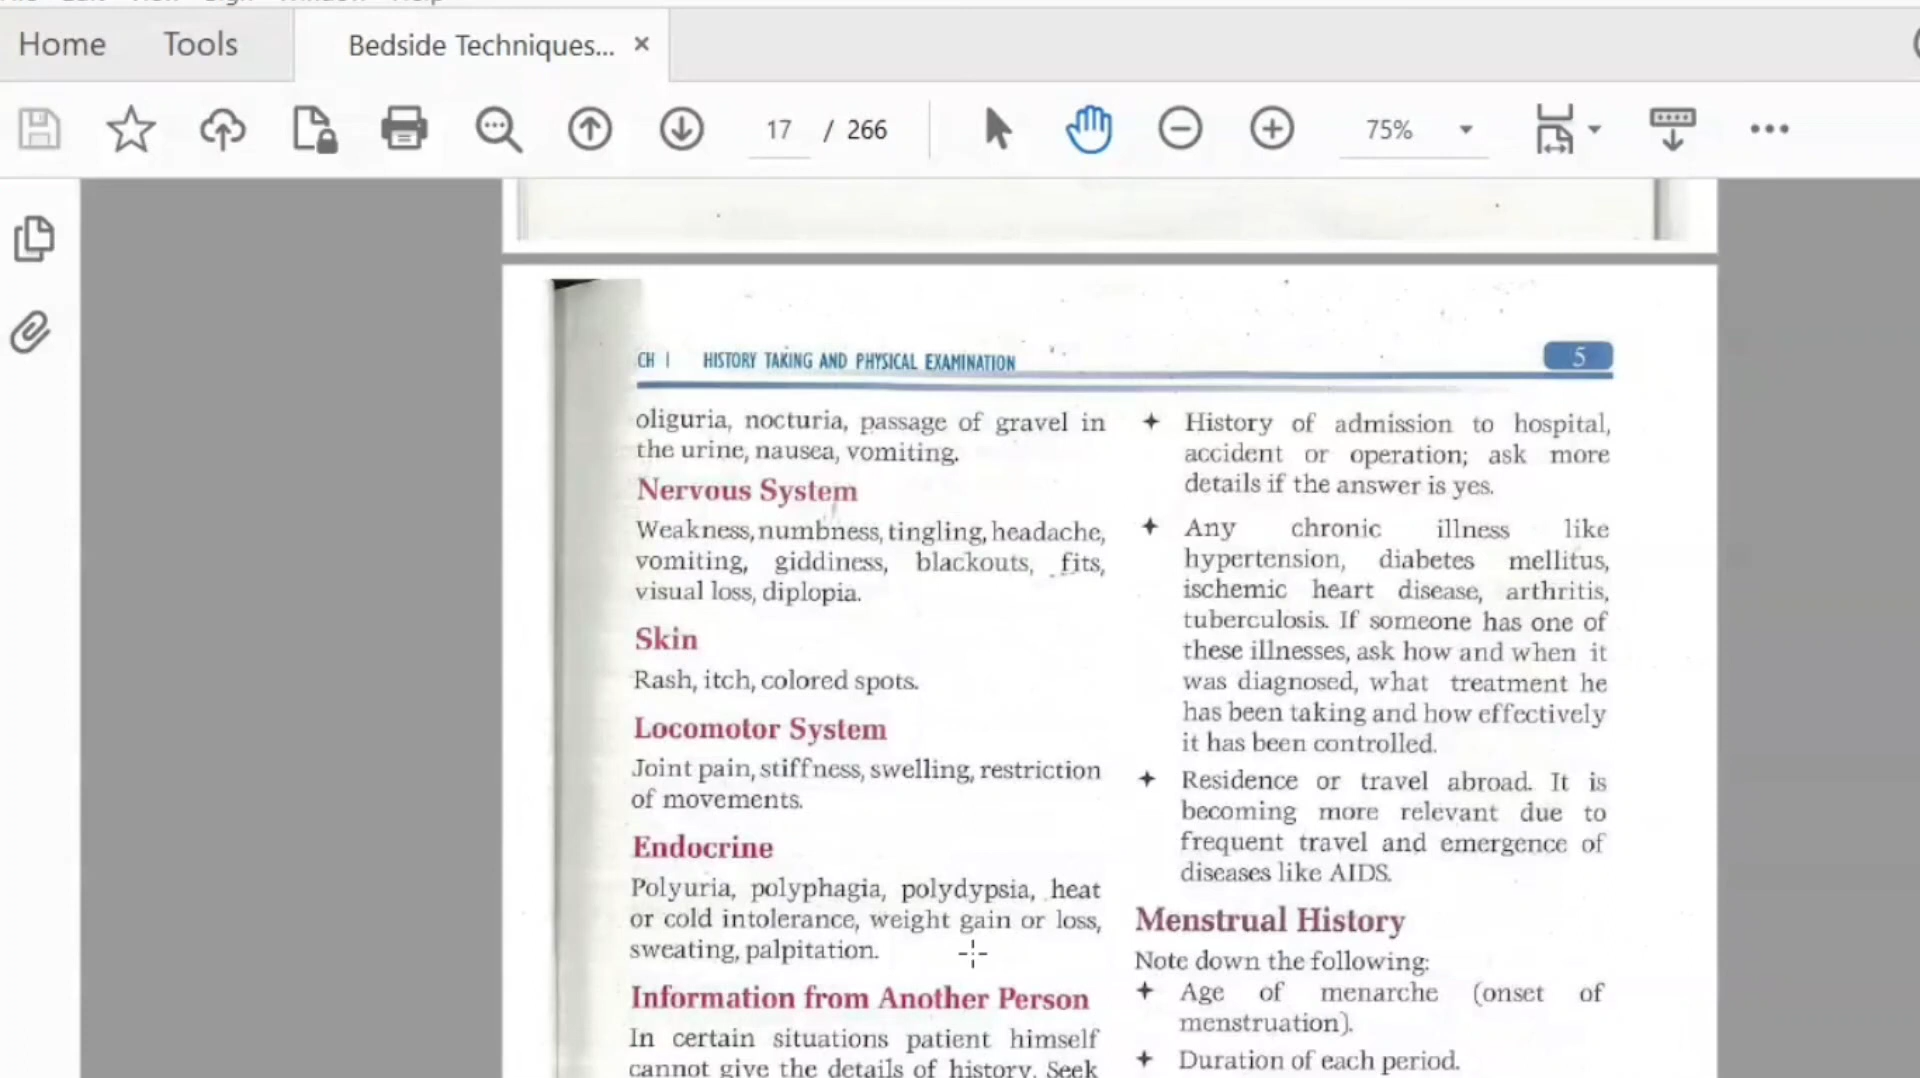 Home Tools Bedside Techniques... ×
17 / 266 75%
CH 1 HISTORY TAKING AND PHYSICAL EXAMINATION 5
oliguria, nocturia, passage of gravel in
the urine, nausea, vomiting.
Nervous System
Weakness, numbness, tingling, headache,
vomiting, giddiness, blackouts, fits,
visual loss, diplopia.
Skin
Rash, itch, colored spots.
Locomotor System
Joint pain, stiffness, swelling, restriction
of movements.
Endocrine
Polyuria, polyphagia, polydypsia, heat
or cold intolerance, weight gain or loss,
sweating, palpitation.
Information from Another Person
In certain situations patient himself
cannot give the details of history. Seek
History of admission to hospital,
accident or operation; ask more
details if the answer is yes.
Any chronic illness like
hypertension, diabetes mellitus,
ischemic heart disease, arthritis,
tuberculosis. If someone has one of
these illnesses, ask how and when it
was diagnosed, what treatment he
has been taking and how effectively
it has been controlled.
Residence or travel abroad. It is
becoming more relevant due to
frequent travel and emergence of
diseases like AIDS.
Menstrual History
Note down the following:
Age of menarche (onset of
menstruation).
Duration of each period.